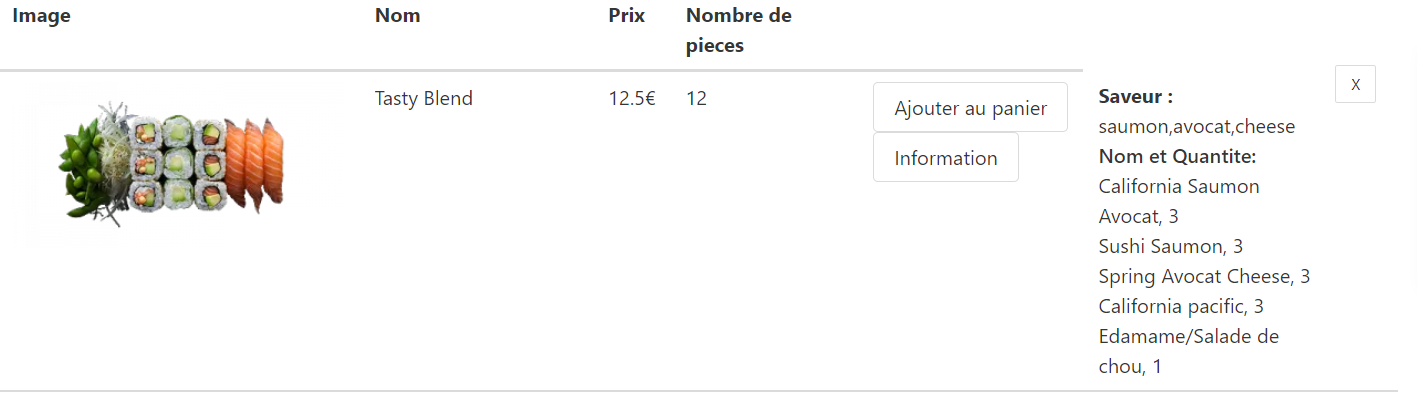 Image
Nom
Prix
Nombre de
pieces
Tasty Blend
12.5€
12
Ajouter au panier
Information
Saveur :
saumon,avocat,cheese
Nom et Quantite:
California Saumon
Avocat, 3
Sushi Saumon, 3
Spring Avocat Cheese, 3
California pacific, 3
Edamame/Salade de
chou, 1
X